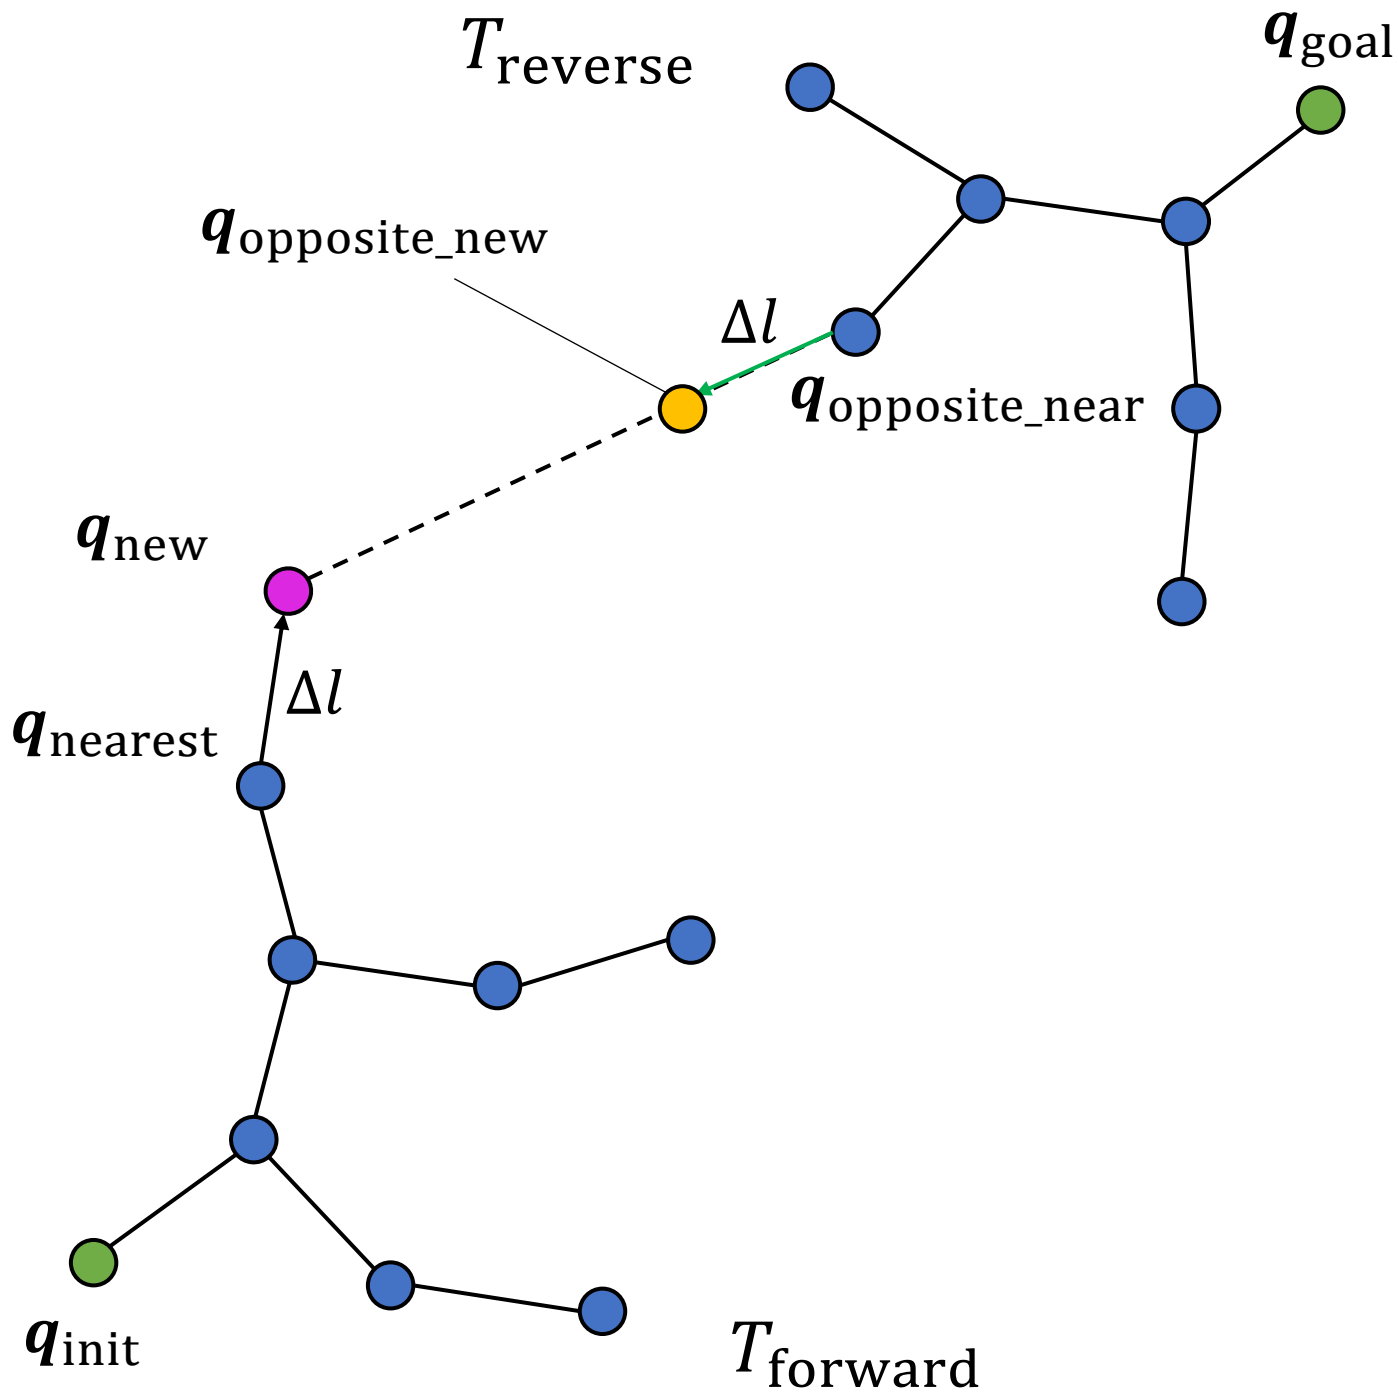 T_reverse
q_goal
q_opposite_new
Δl
q_opposite_near
q_new
Δl
q_nearest
q_init
T_forward